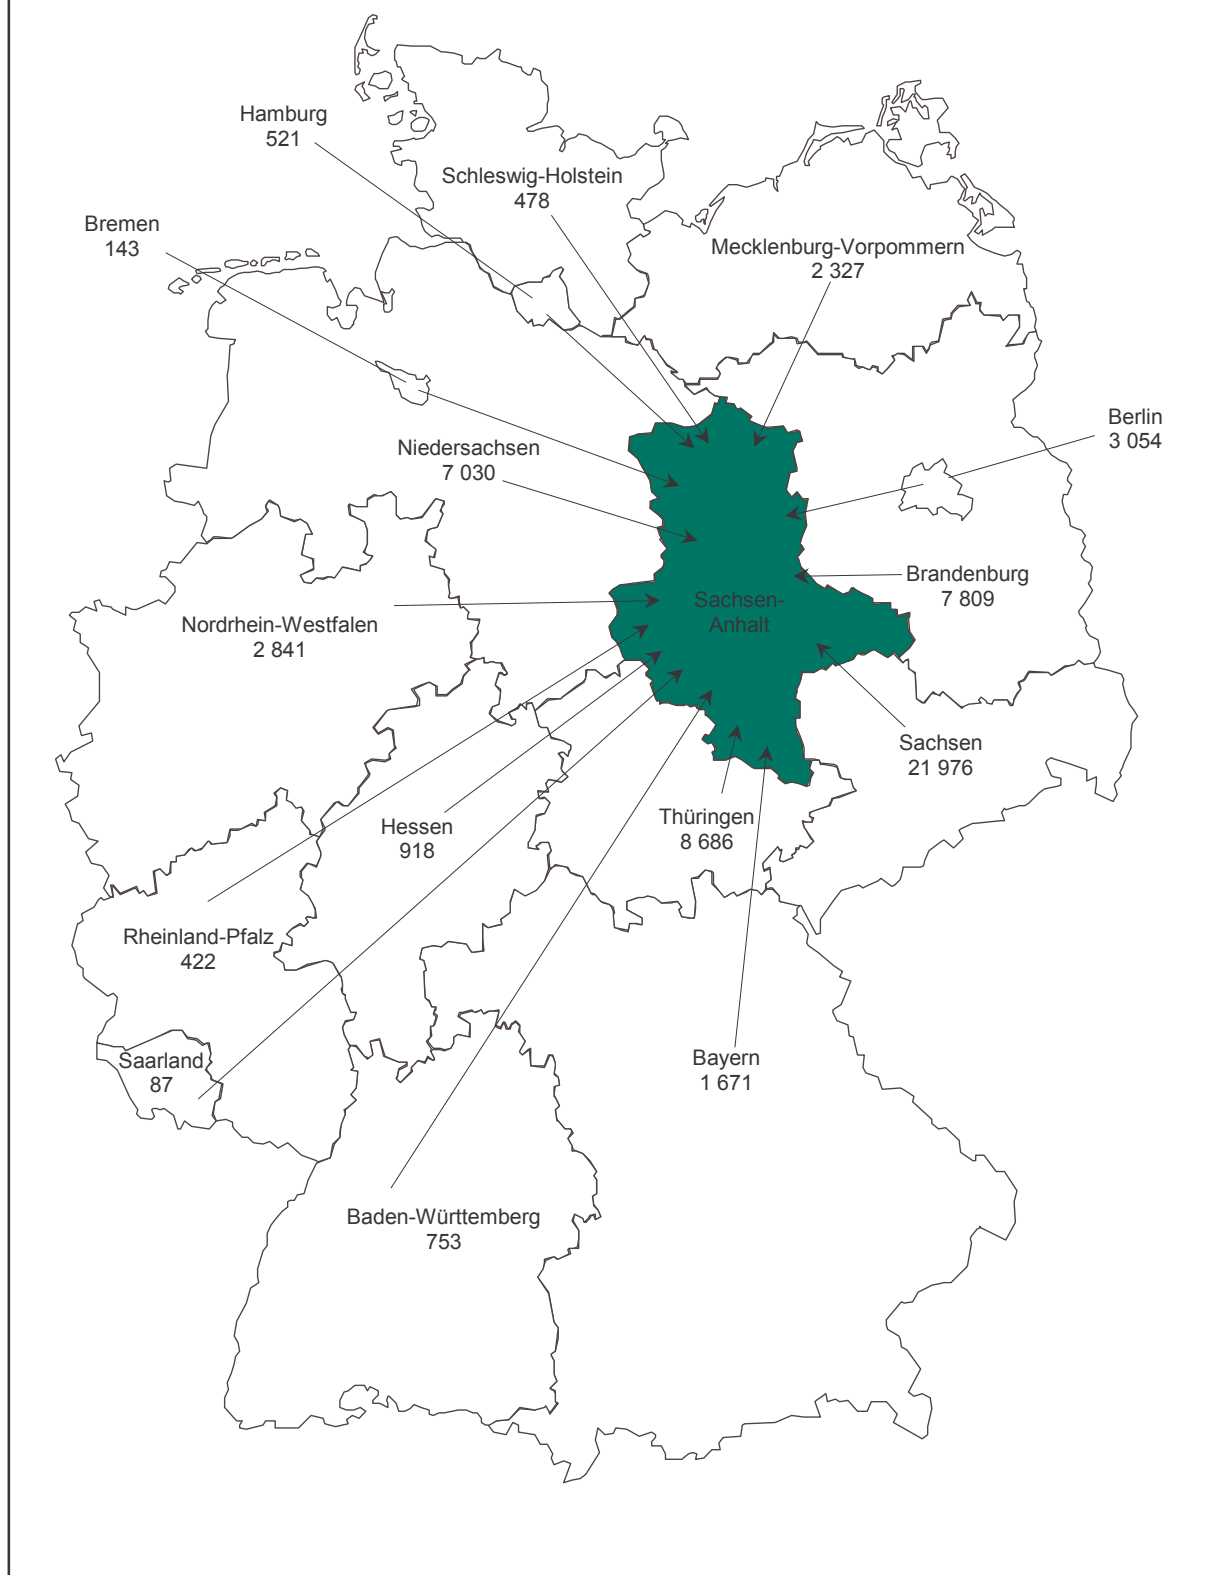 Hamburg
521
Schleswig-Holstein
478
Bremen
143
Mecklenburg-Vorpommern
2 327
Berlin
3 054
Niedersachsen
7 030
Brandenburg
7 809
Sachsen-
Anhalt
Nordrhein-Westfalen
2 841
Sachsen
21 976
Thüringen
8 686
Hessen
918
Rheinland-Pfalz
422
Saarland
87
Bayern
1 671
Baden-Württemberg
753